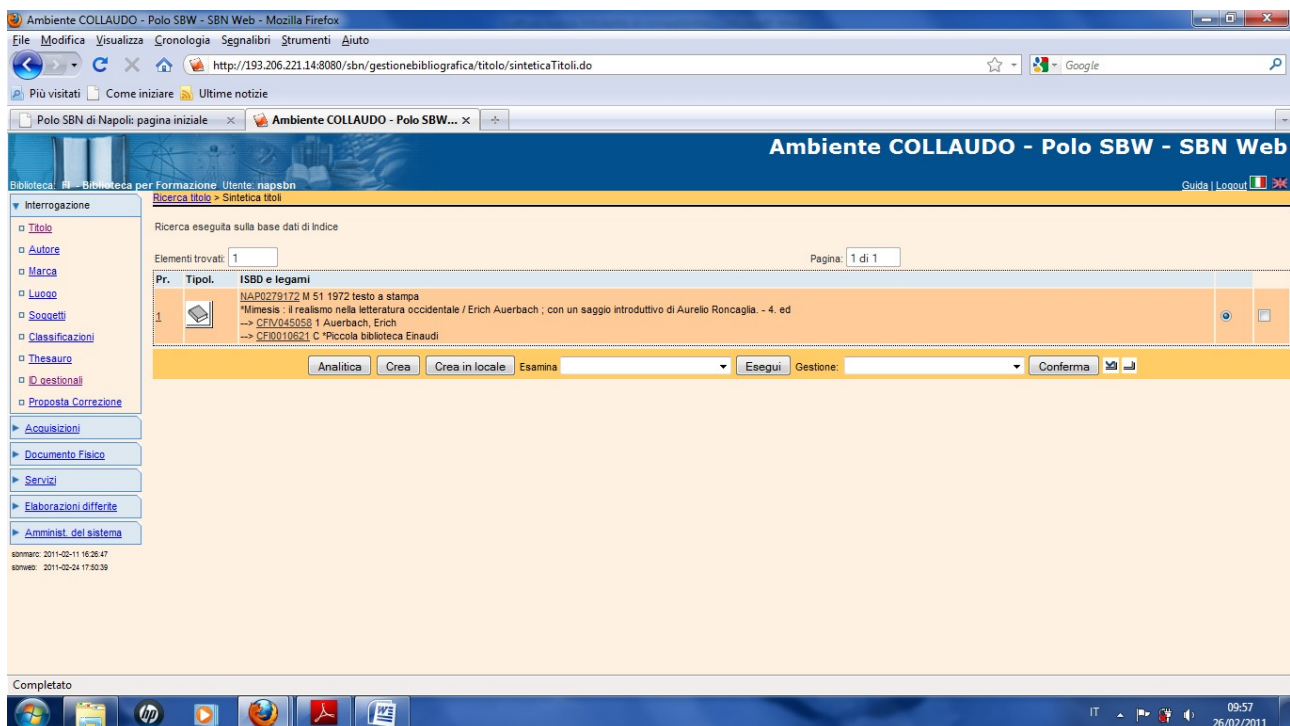 Ambiente COLLAUDO - Polo SBW - SBN Web - Mozilla Firefox
File Modifica Visualizza Cronologia Segnalibri Strumenti Aiuto
http://193.206.221.14:8080/sbn/gestionebibliografica/titolo/sinteticaTitoli.do Google
Più visitati Come iniziare Ultime notizie
Polo SBN di Napoli: pagina iniziale Ambiente COLLAUDO - Polo SBW...
Ambiente COLLAUDO - Polo SBW - SBN Web
Biblioteca: FI - Biblioteca per Formazione Utente: napsbn Guida | Logout
Interrogazione
Ricerca titolo > Sintetica titoli
Titolo
Autore
Marca
Luogo
Soggetti
Classificazioni
Thesauro
ID gestionali
Proposta Correzione
Acquisizioni
Documento Fisico
Servizi
Elaborazioni differite
Amminist. del sistema
sbnmarc: 2011-02-11 16:26:47
sbnweb: 2011-02-24 17:50:39
Ricerca eseguita sulla base dati di Indice
Elementi trovati: 1 Pagina: 1 di 1
Pr. Tipol. ISBD e legami
1 NAP0279172 M 51 1972 testo a stampa
*Mimesis : il realismo nella letteratura occidentale / Erich Auerbach ; con un saggio introduttivo di Aurelio Roncaglia. - 4. ed
--> CFIV045058 1 Auerbach, Erich
--> CFI0010621 C *Piccola biblioteca Einaudi
Analitica Crea Crea in locale Esamina Esegui Gestione: Conferma
Completato
IT 09:57
26/02/2011